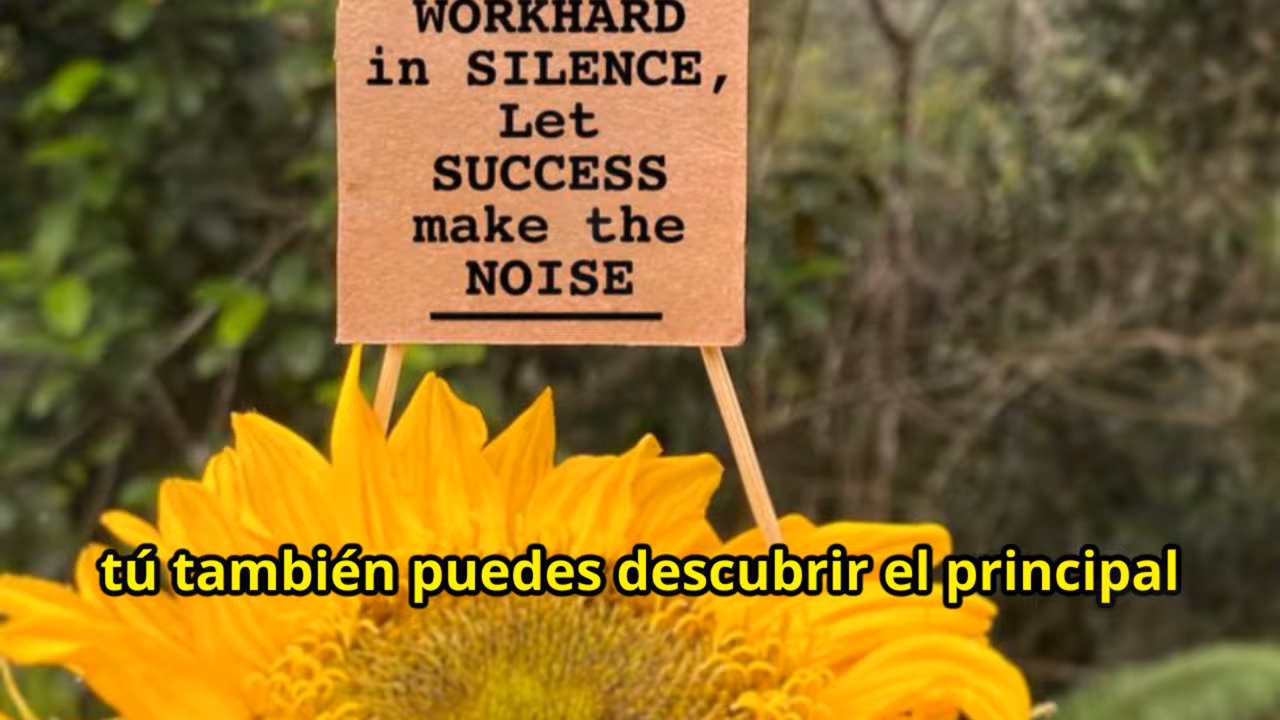 WORKHARD
in SILENCE,
Let
SUCCESS
make the
NOISE
tú también puedes descubrir el principal